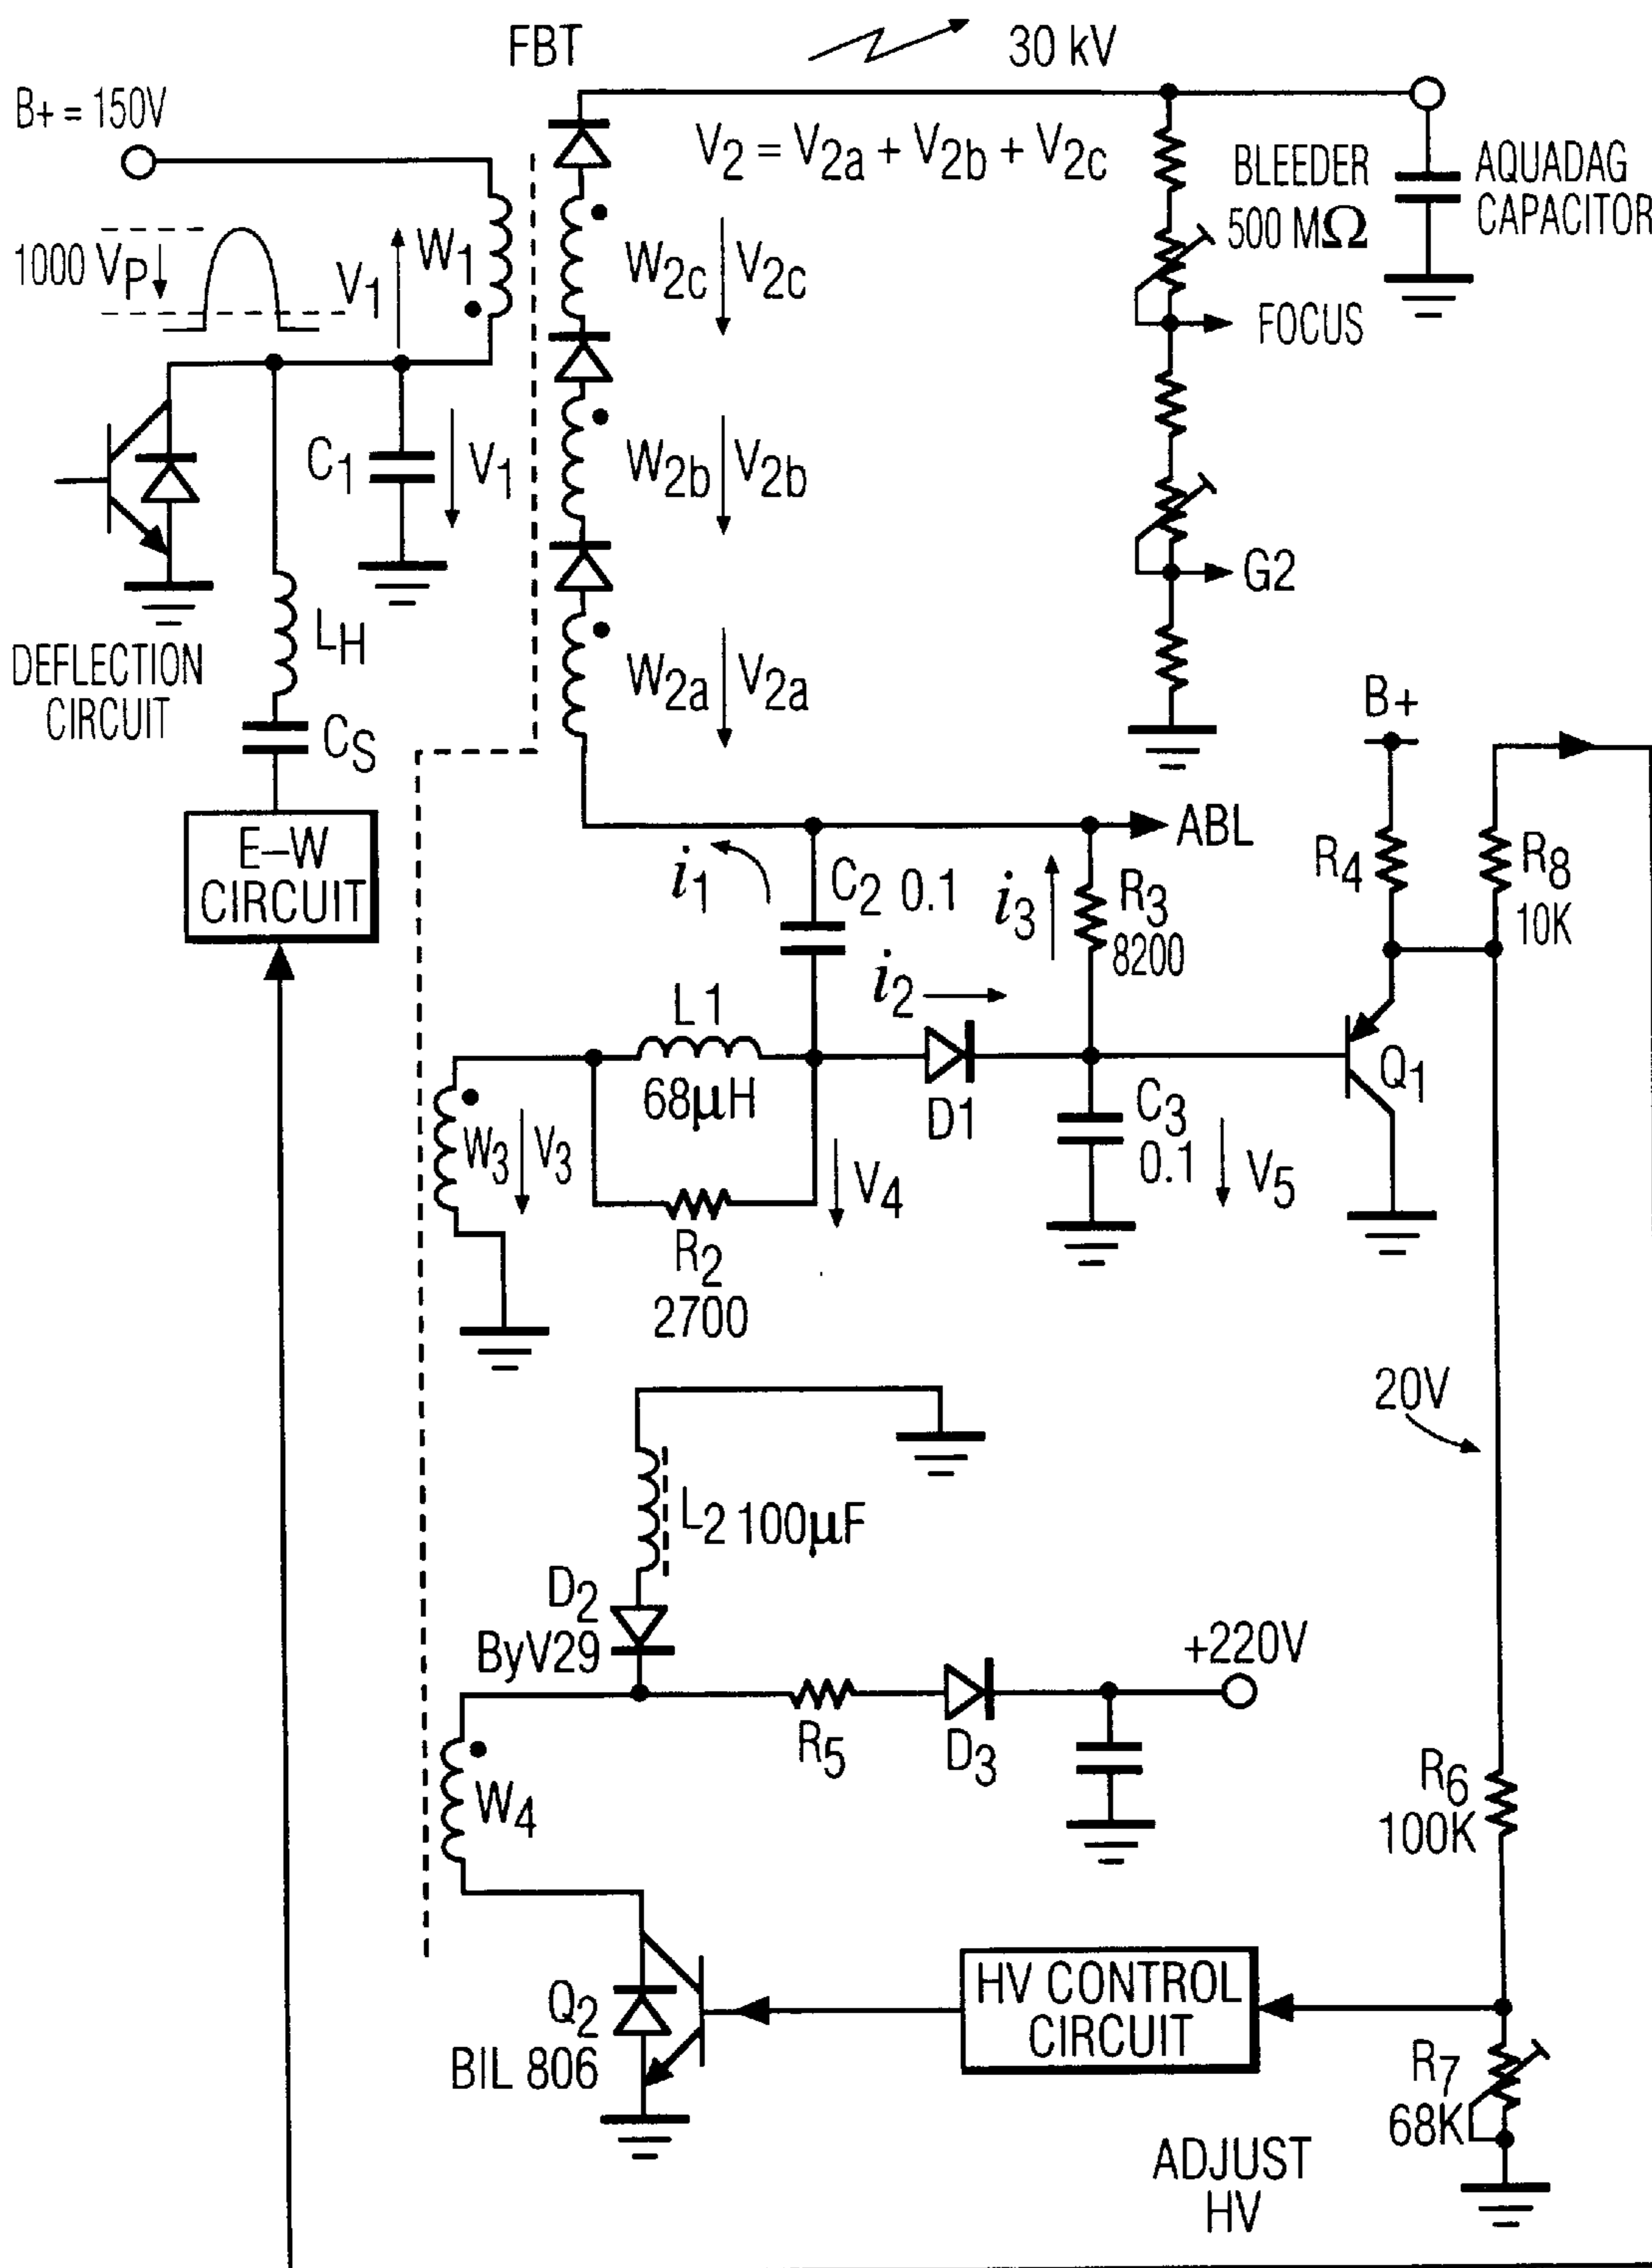 FBT
30 kV
B+ = 150V
V2 = V2a + V2b + V2c
BLEEDER
500 MΩ
AQUADAG
CAPACITOR
1000 VP
V1
W1
W2c
V2c
FOCUS
C1
V1
W2b
V2b
G2
LH
DEFLECTION
CIRCUIT
W2a
V2a
CS
B+
E–W
CIRCUIT
ABL
i1
C2 0.1
i3
R3
8200
R4
R8
10K
i2
L1
68µH
D1
Q1
C3
0.1
V5
W3
V3
V4
R2
2700
20V
L2 100µF
D2
ByV29
+220V
R5
D3
W4
R6
100K
Q2
BIL 806
HV CONTROL
CIRCUIT
R7
68K
ADJUST
HV